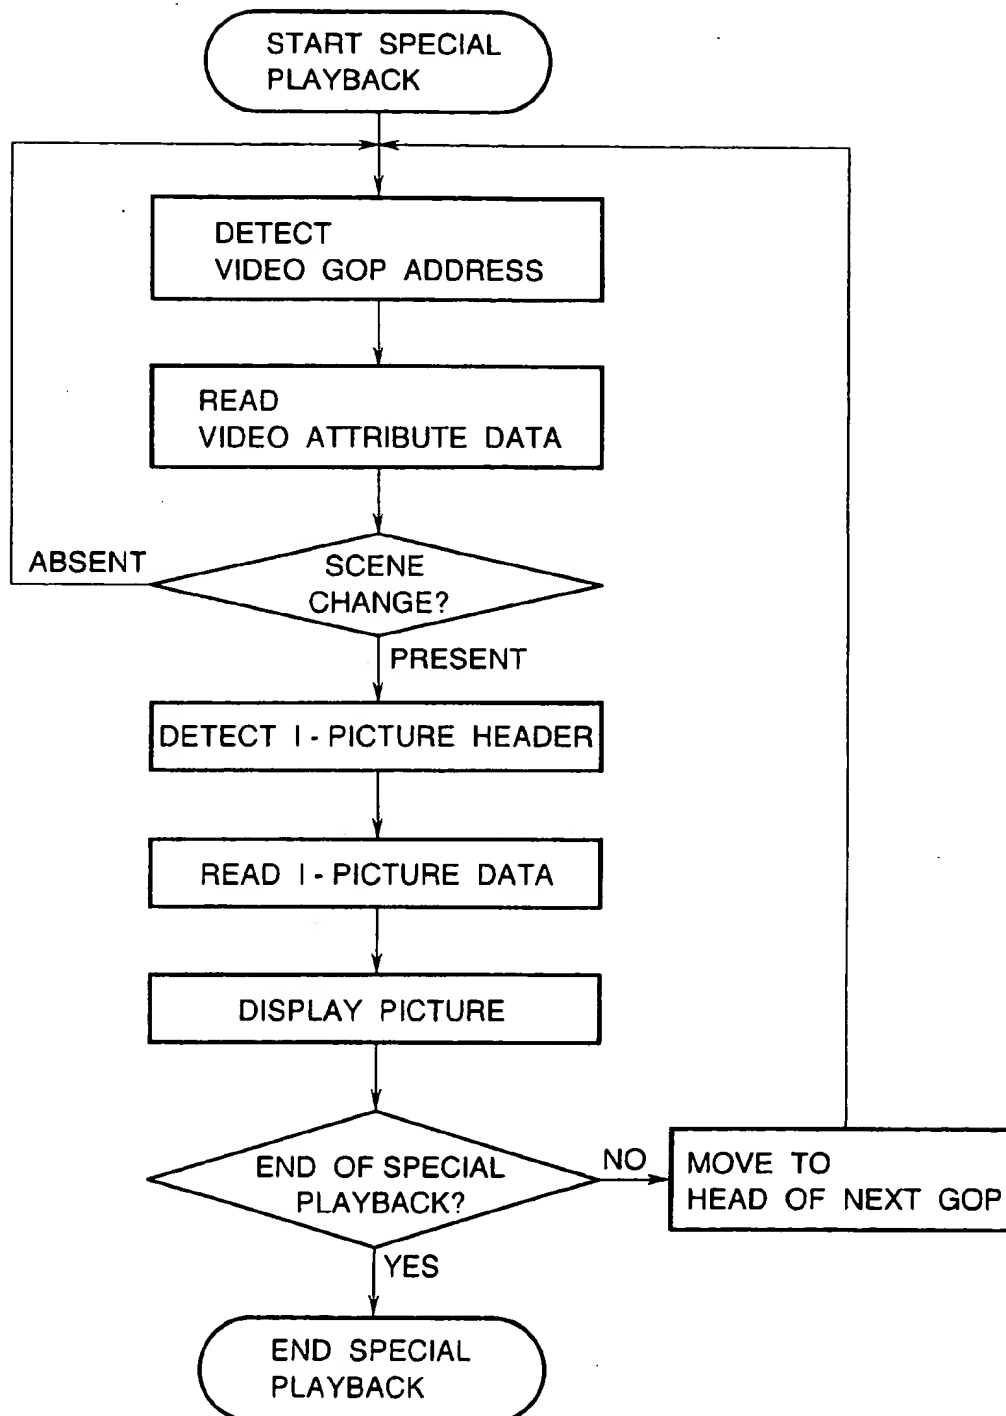 START SPECIAL
PLAYBACK
DETECT
VIDEO GOP ADDRESS
READ
VIDEO ATTRIBUTE DATA
ABSENT
SCENE
CHANGE?
PRESENT
DETECT I - PICTURE HEADER
READ I - PICTURE DATA
DISPLAY PICTURE
END OF SPECIAL
PLAYBACK?
NO
MOVE TO
HEAD OF NEXT GOP
YES
END SPECIAL
PLAYBACK